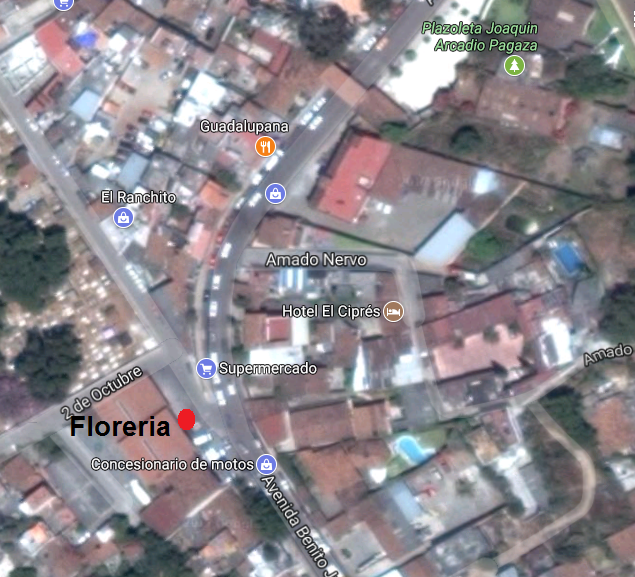 Plazoleta Joaquin
Arcadio Pagaza
Guadalupana
El Ranchito
Amado Nervo
Hotel El Ciprés
Supermercado
Amado
2 de Octubre
Floreria
Concesionario de motos
Avenida Benito J